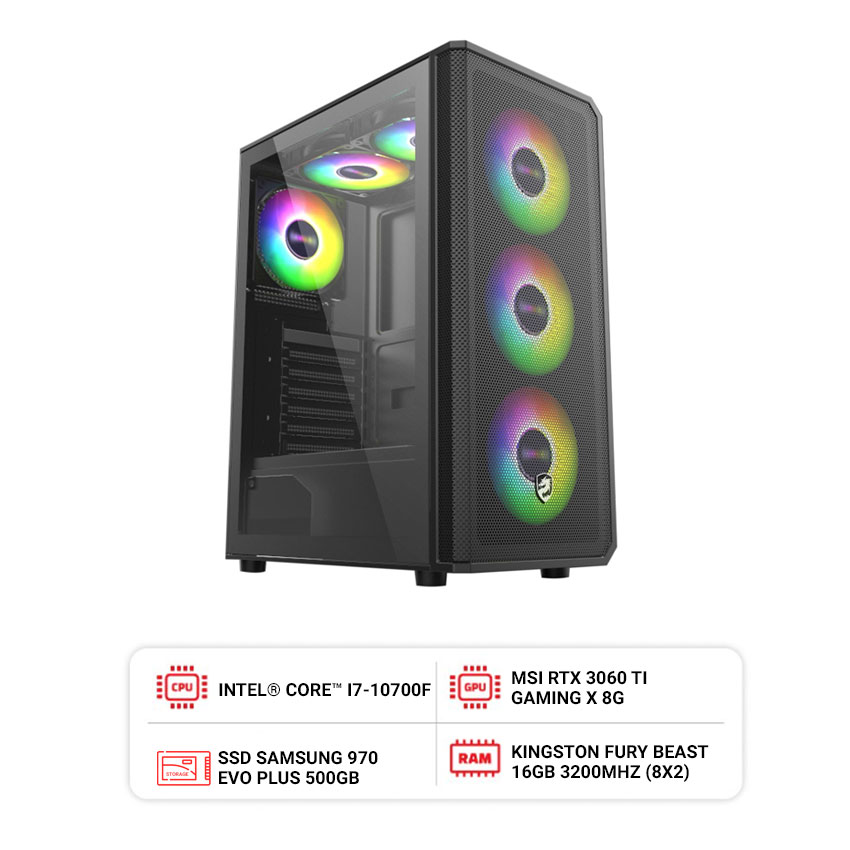 CPU
INTEL® CORE™ I7-10700F
GPU
MSI RTX 3060 TI
GAMING X 8G
STORAGE
SSD SAMSUNG 970
EVO PLUS 500GB
RAM
KINGSTON FURY BEAST
16GB 3200MHZ (8X2)